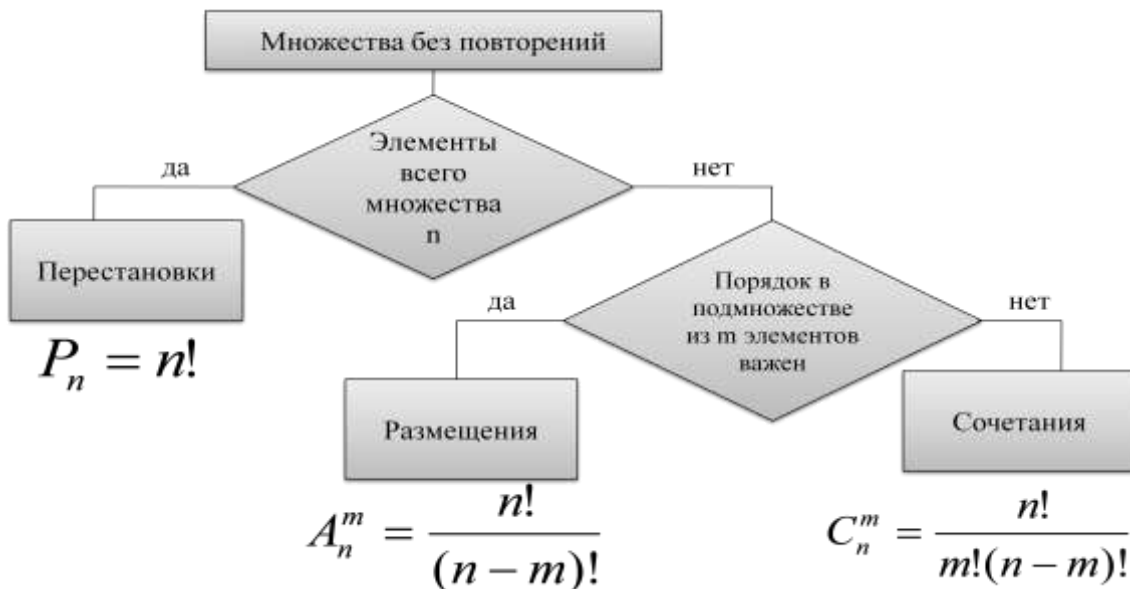 Множества без повторений
Элементы
всего
множества
n
да
нет
Перестановки
P_n = n!
Порядок в
подмножестве
из m элементов
важен
да
нет
Размещения
A_n^m = n! / (n − m)!
Сочетания
C_n^m = n! / m!(n − m)!